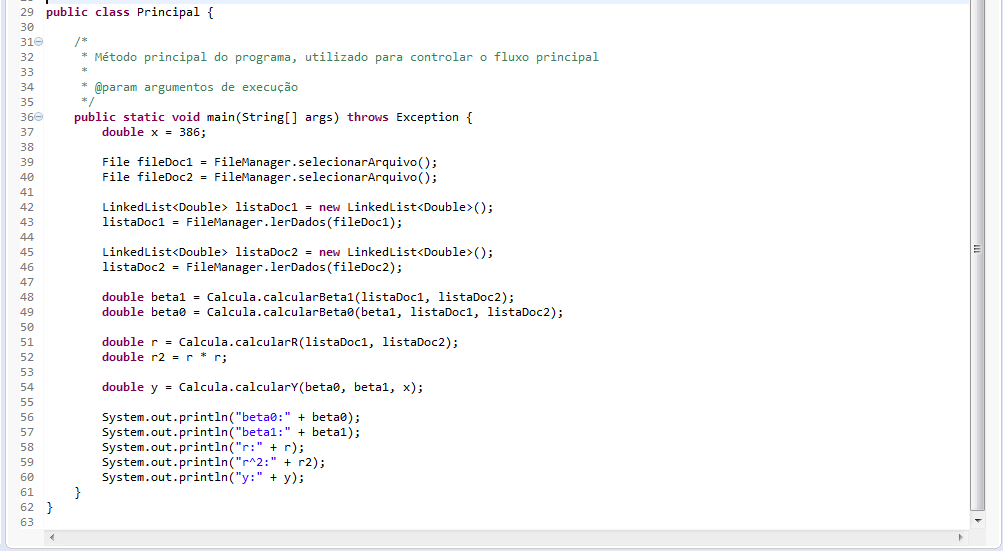 29 public class Principal {
30
31 /*
32 * Método principal do programa, utilizado para controlar o fluxo principal
33 *
34 * @param argumentos de execução
35 */
36 public static void main(String[] args) throws Exception {
37 double x = 386;
38
39 File fileDoc1 = FileManager.selecionarArquivo();
40 File fileDoc2 = FileManager.selecionarArquivo();
41
42 LinkedList<Double> listaDoc1 = new LinkedList<Double>();
43 listaDoc1 = FileManager.lerDados(fileDoc1);
44
45 LinkedList<Double> listaDoc2 = new LinkedList<Double>();
46 listaDoc2 = FileManager.lerDados(fileDoc2);
47
48 double beta1 = Calcula.calcularBeta1(listaDoc1, listaDoc2);
49 double beta0 = Calcula.calcularBeta0(beta1, listaDoc1, listaDoc2);
50
51 double r = Calcula.calcularR(listaDoc1, listaDoc2);
52 double r2 = r * r;
53
54 double y = Calcula.calcularY(beta0, beta1, x);
55
56 System.out.println("beta0:" + beta0);
57 System.out.println("beta1:" + beta1);
58 System.out.println("r:" + r);
59 System.out.println("r^2:" + r2);
60 System.out.println("y:" + y);
61 }
62 }
63